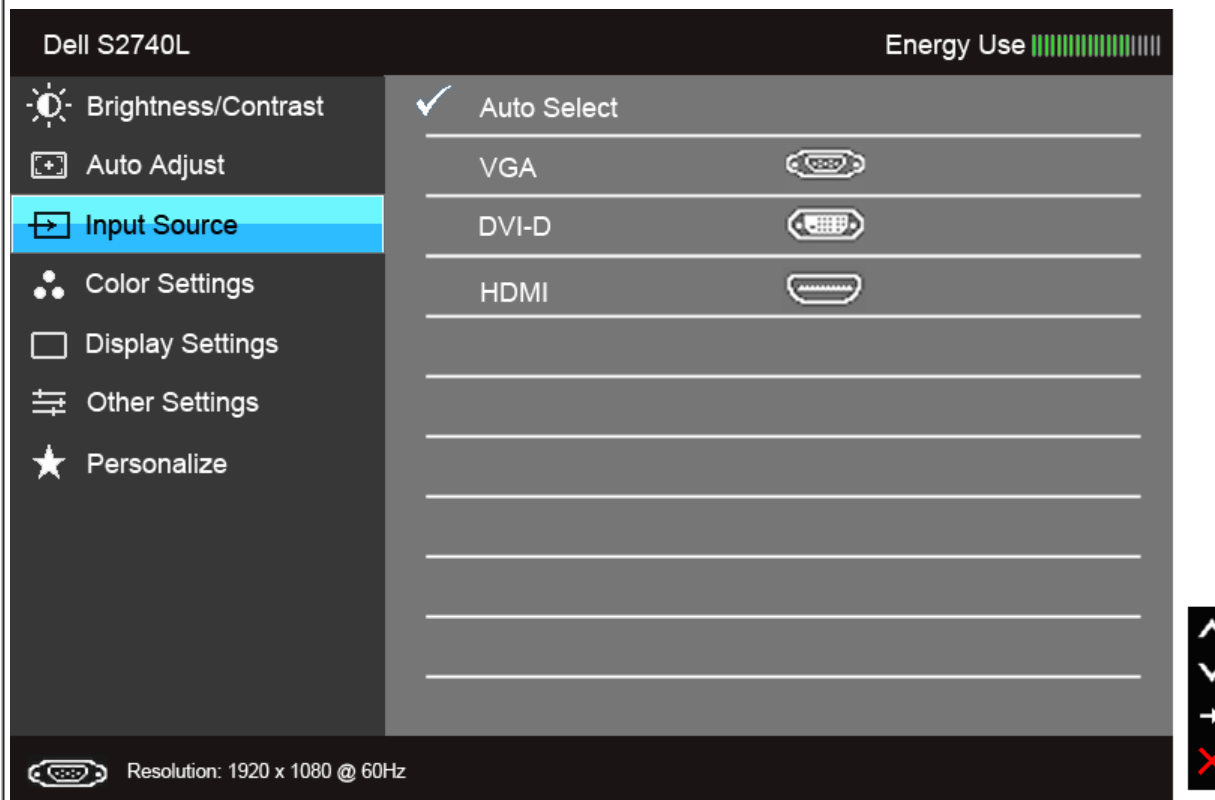 Dell S2740L
Energy Use
Brightness/Contrast
Auto Adjust
Input Source
Color Settings
Display Settings
Other Settings
Personalize
Auto Select
VGA
DVI-D
HDMI
Resolution: 1920 x 1080 @ 60Hz